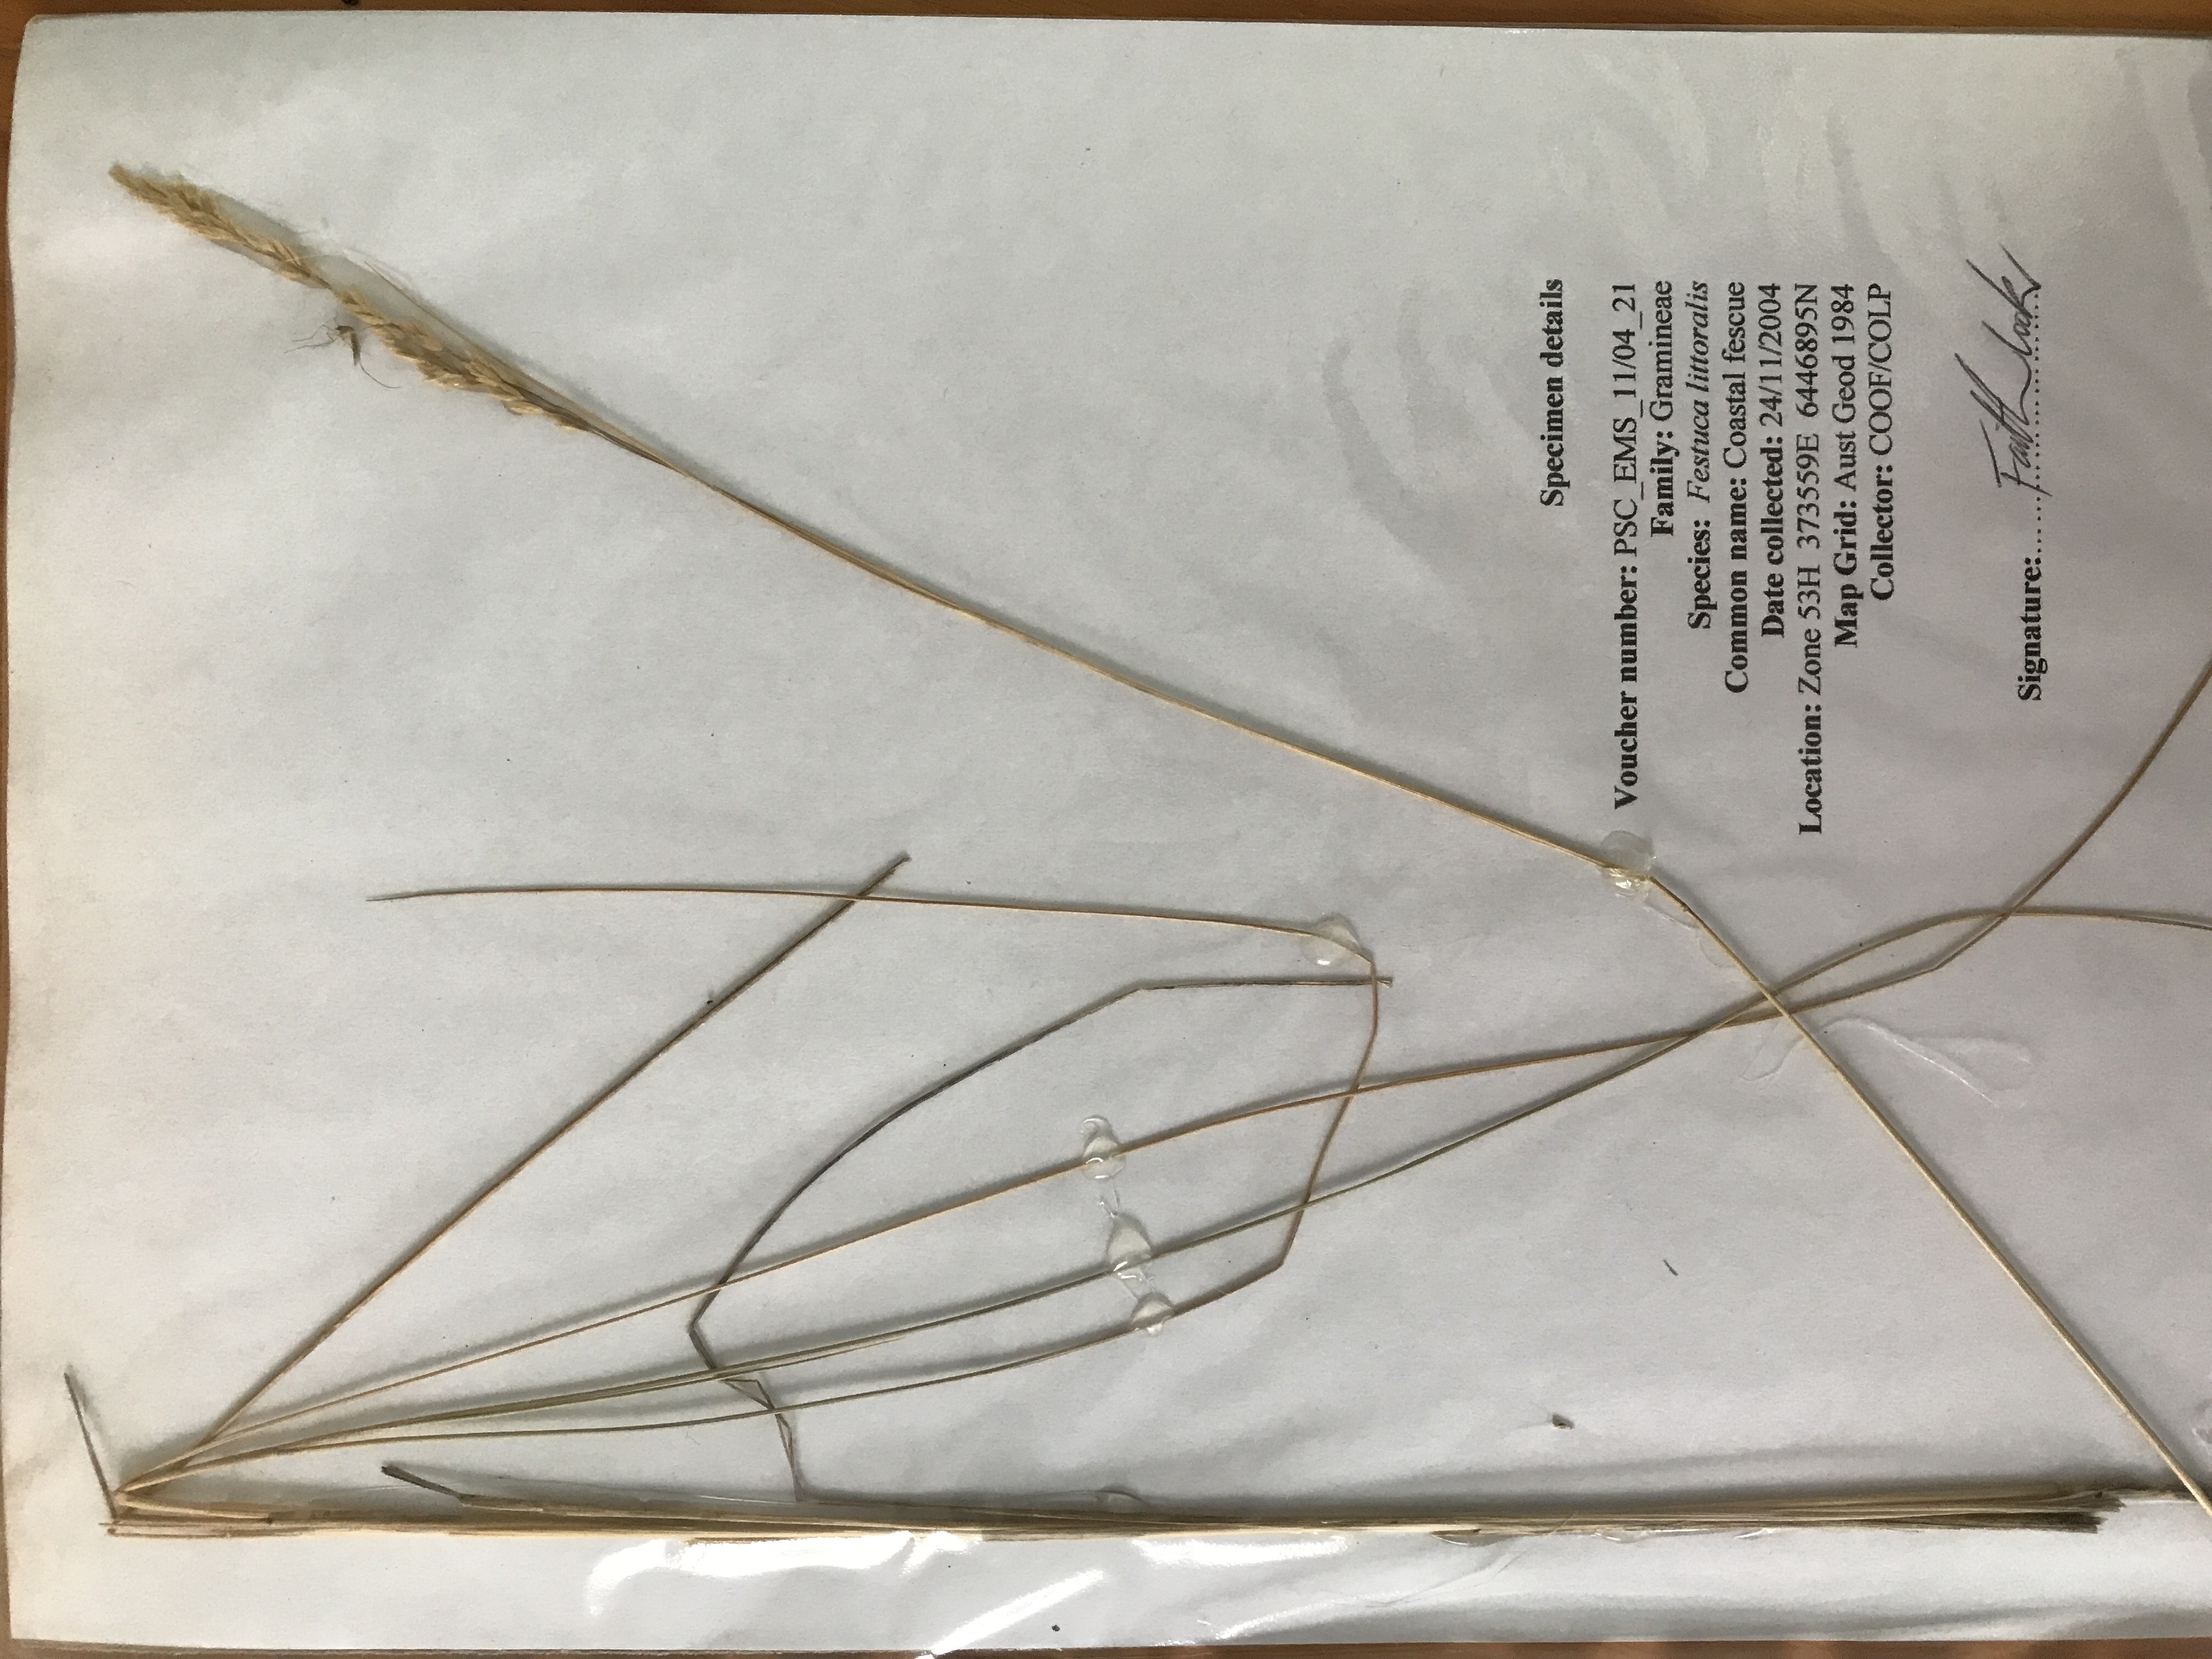 Specimen details
Voucher number: PSC_EMS_11/04_21
Family: Gramineae
Species: Festuca littoralis
Common name: Coastal fescue
Date collected: 24/11/2004
Location: Zone 53H 373559E 6446895N
Map Grid: Aust Geod 1984
Collector: COOF/COLP
Signature:...... Faith